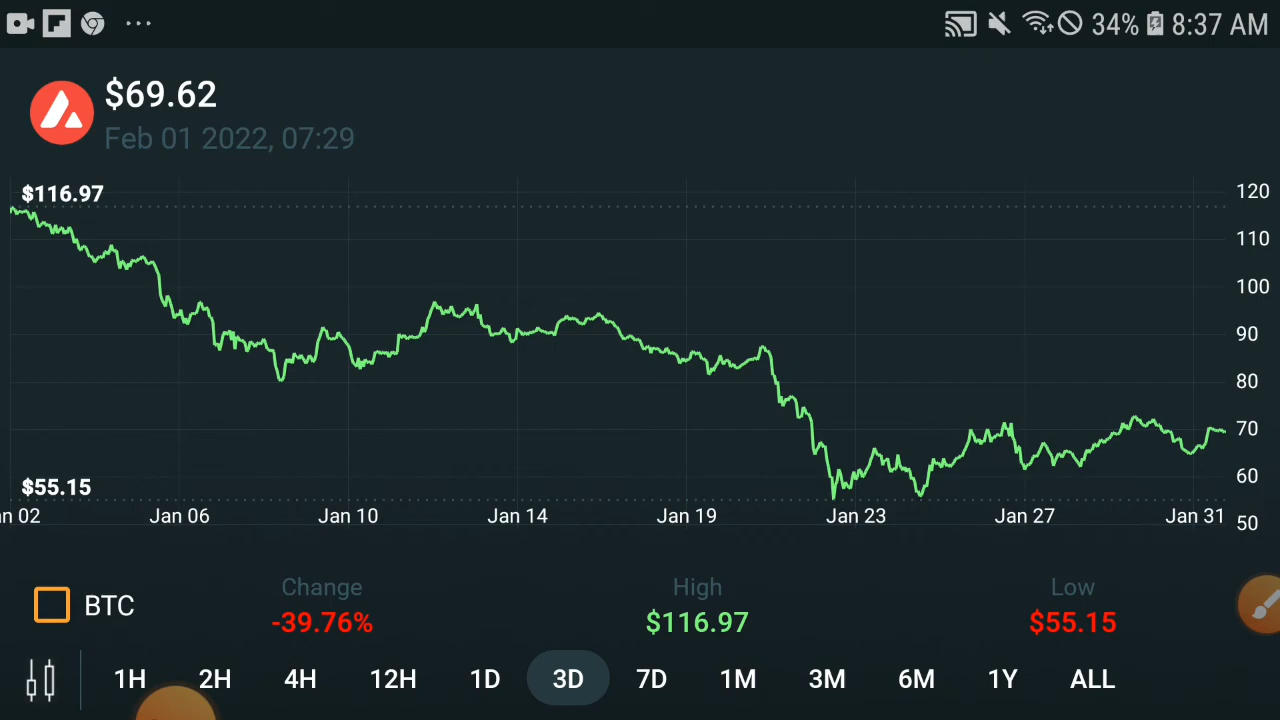 34% 8:37 AM
$69.62
Feb 01 2022, 07:29
$116.97
120
110
100
90
80
70
60
50
$55.15
an 02 Jan 06 Jan 10 Jan 14 Jan 19 Jan 23 Jan 27 Jan 31
BTC
Change High Low
-39.76% $116.97 $55.15
1H 2H 4H 12H 1D 3D 7D 1M 3M 6M 1Y ALL